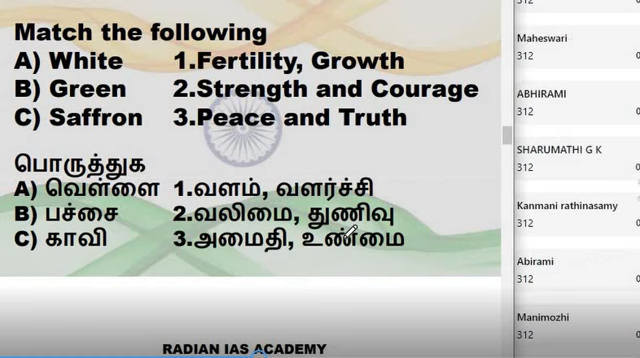 Match the following
A) White 1.Fertility, Growth
B) Green 2.Strength and Courage
C) Saffron 3.Peace and Truth
பொருத்துக
A) வெள்ளை 1.வளம், வளர்ச்சி
B) பச்சை 2.வலிமை, துணிவு
C) காவி 3.அமைதி, உண்மை
RADIAN IAS ACADEMY
312
Maheswari
312
ABHIRAMI
312
SHARUMATHI G K
312
Kanmani rathinasamy
312
Abirami
312
Manimozhi
312